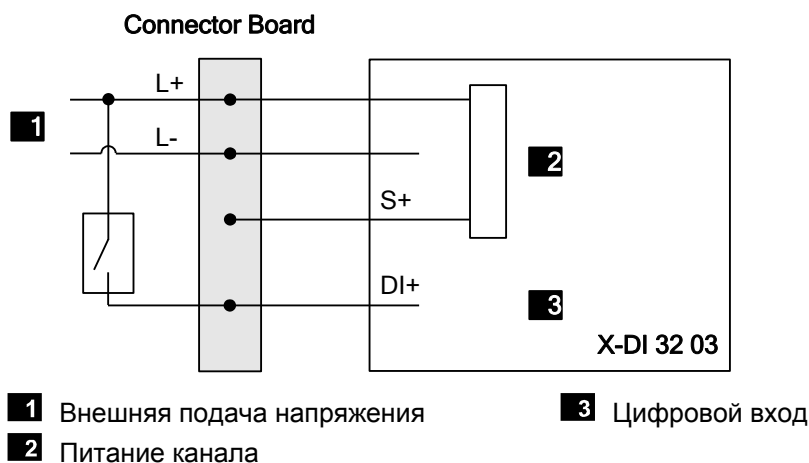 Connector Board
L+
1
L-
2
S+
DI+
3
X-DI 32 03
1 Внешняя подача напряжения
3 Цифровой вход
2 Питание канала